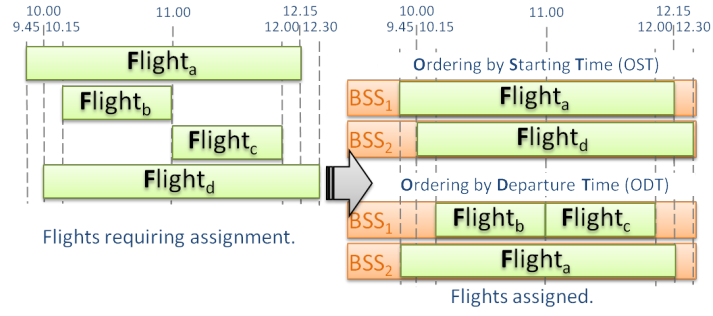 10.00 11.00 12.15
9.45 10.15 12.00 12.30
Flighta
Flightb
Flightc
Flightd
Flights requiring assignment.
10.00 11.00 12.15
9.45 10.15 12.00 12.30
Ordering by Starting Time (OST)
BSS1 Flighta
BSS2 Flightd
Ordering by Departure Time (ODT)
BSS1 Flightb Flightc
BSS2 Flighta
Flights assigned.